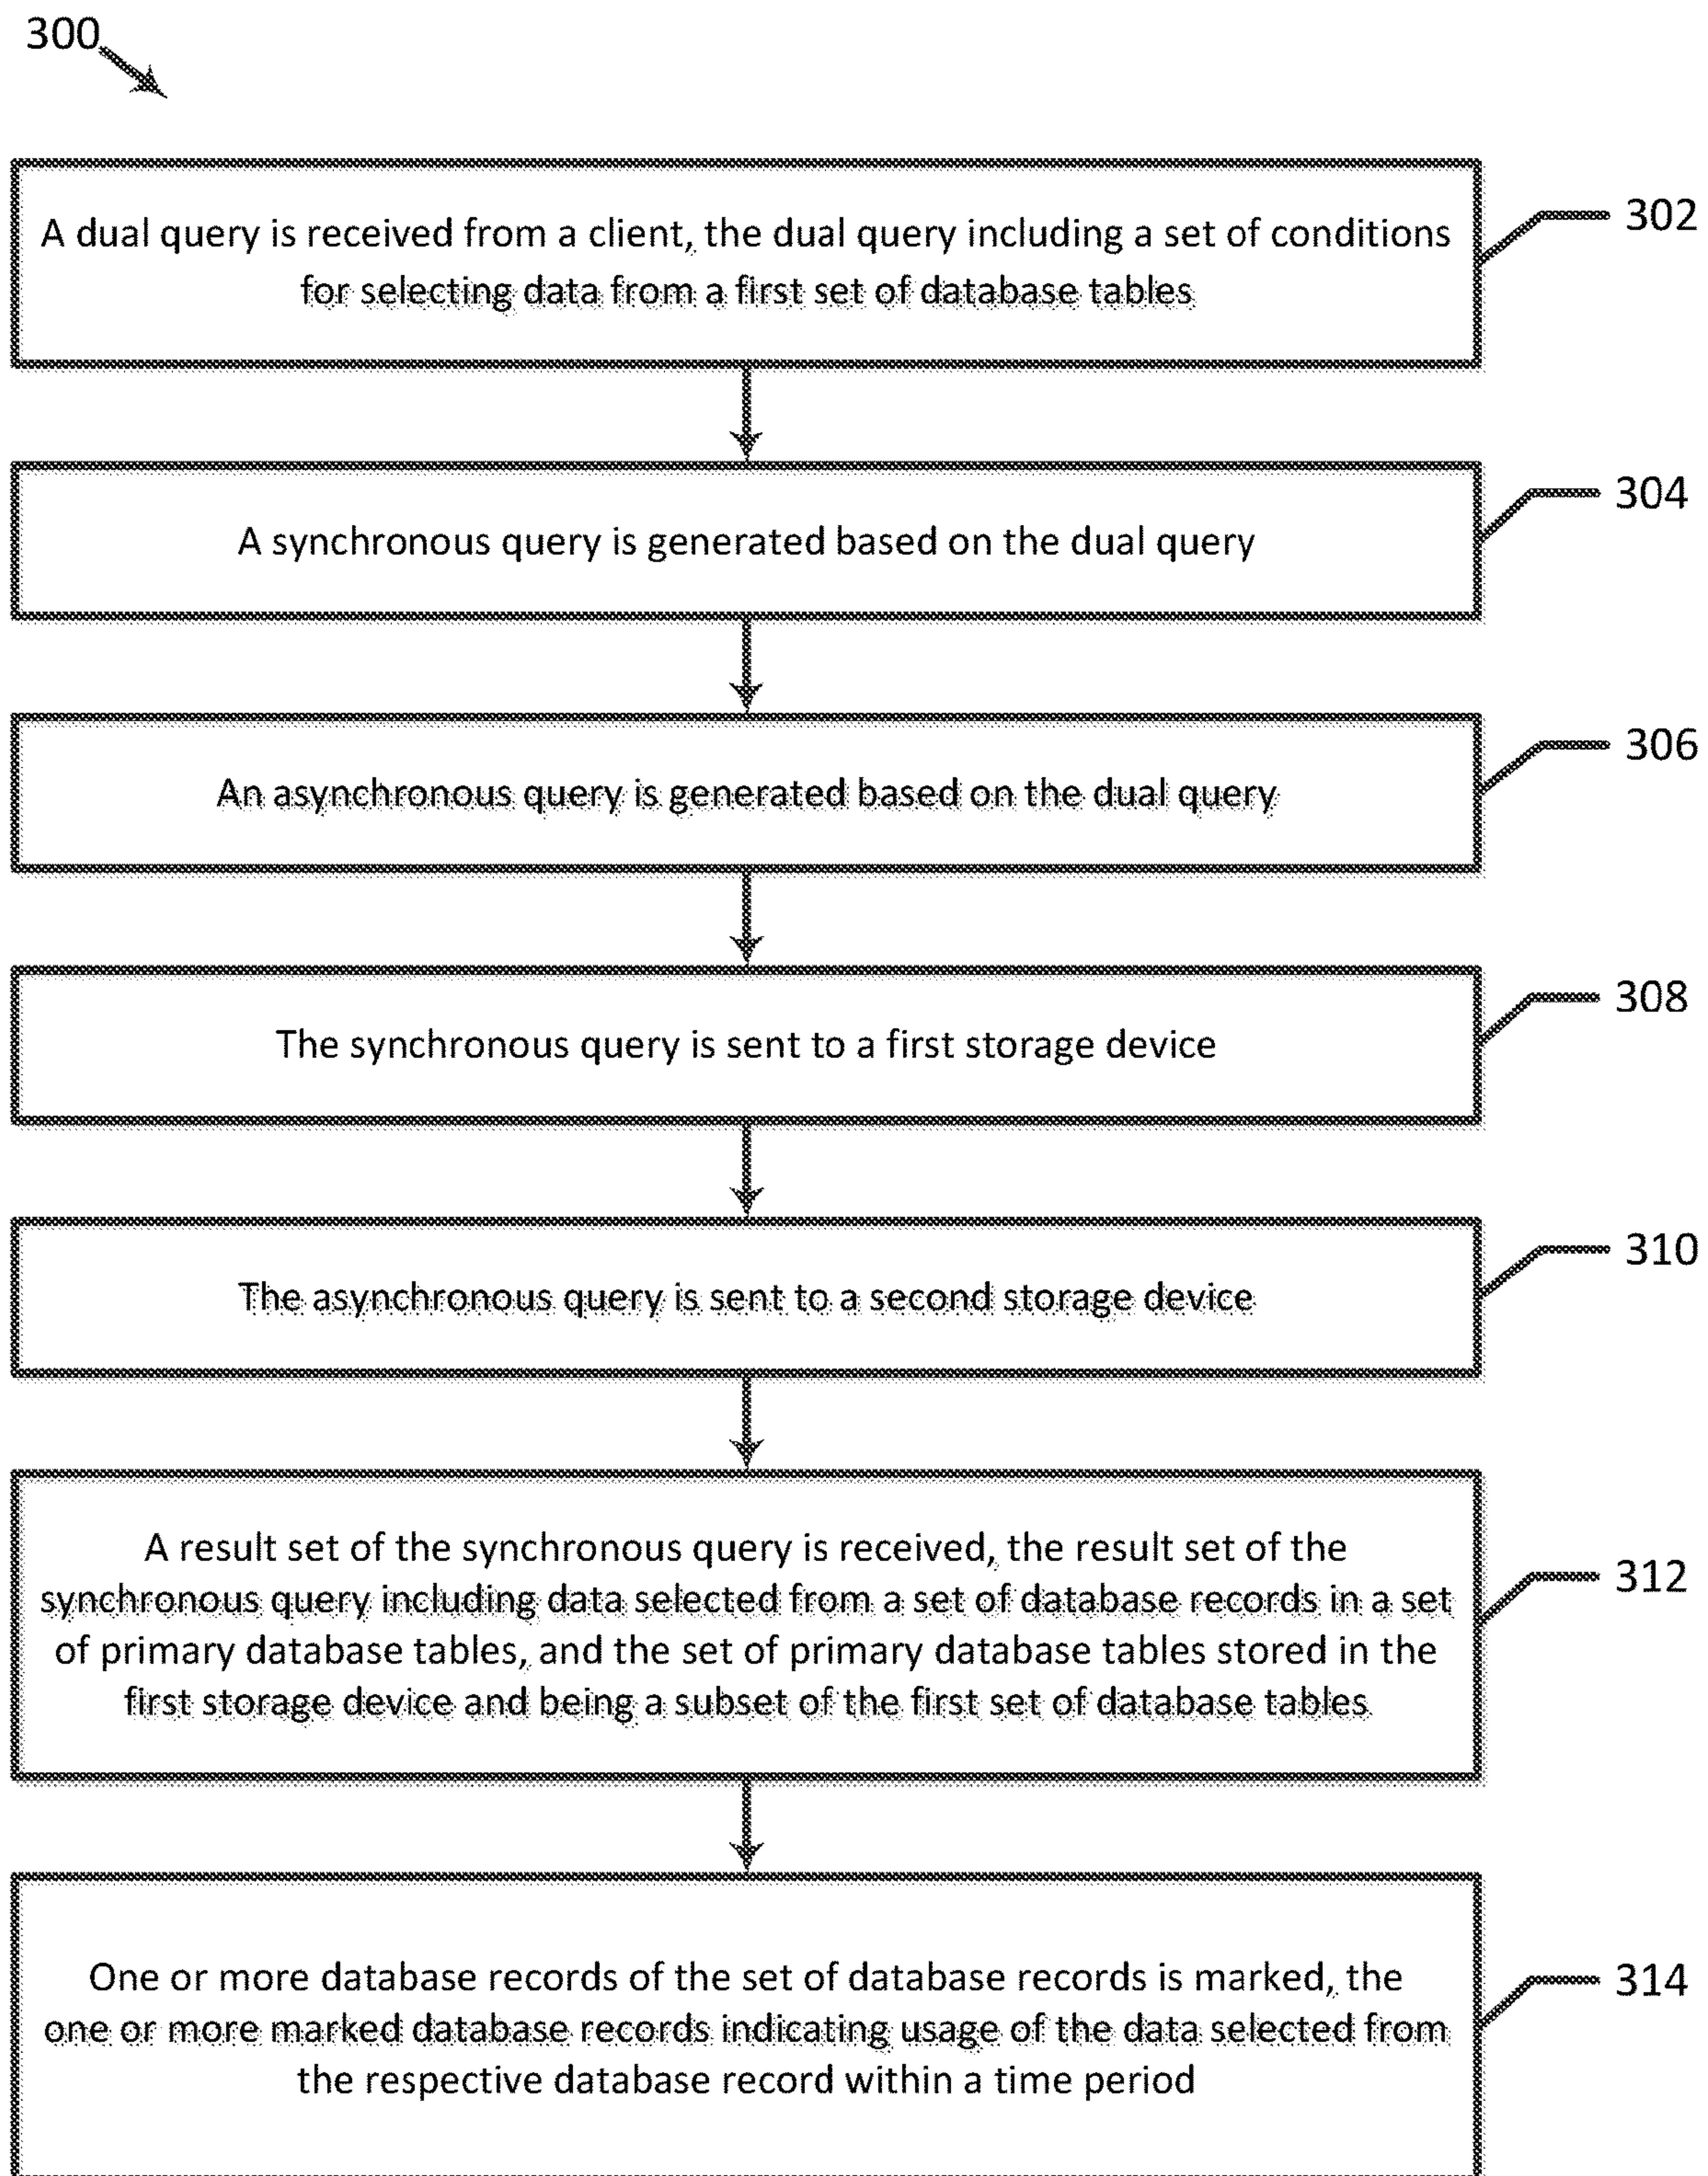 300
A dual query is received from a client, the dual query including a set of conditions
for selecting data from a first set of database tables
302
A synchronous query is generated based on the dual query
304
An asynchronous query is generated based on the dual query
306
The synchronous query is sent to a first storage device
308
The asynchronous query is sent to a second storage device
310
A result set of the synchronous query is received, the result set of the
synchronous query including data selected from a set of database records in a set
of primary database tables, and the set of primary database tables stored in the
first storage device and being a subset of the first set of database tables
312
One or more database records of the set of database records is marked, the
one or more marked database records indicating usage of the data selected from
the respective database record within a time period
314